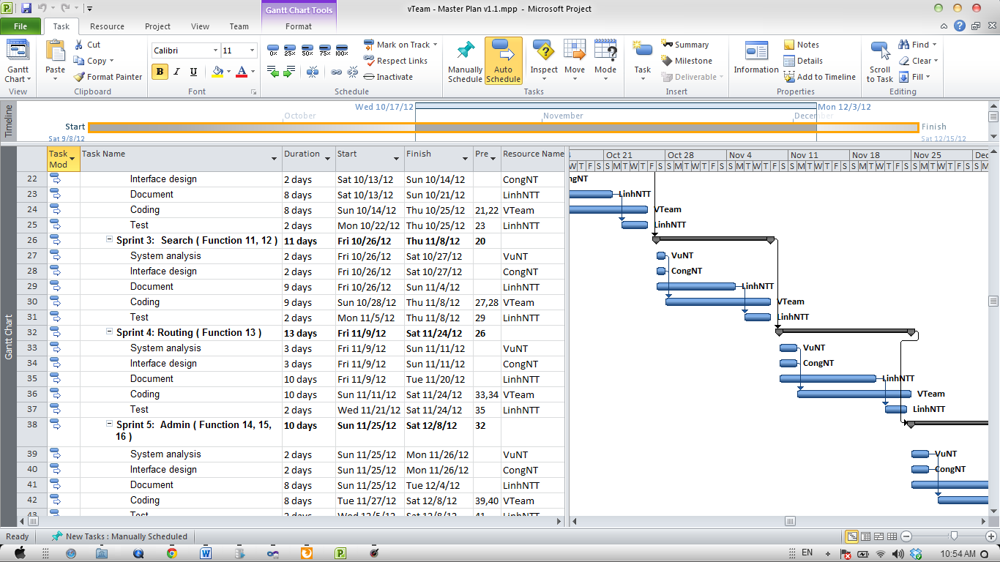 vTeam - Master Plan v1.1.mpp - Microsoft Project
Gantt Chart Tools
File Task Resource Project View Team Format
Gantt Chart
View
Paste
Cut
Copy
Format Painter
Clipboard
Calibri 11
B I U A
Font
0% 25% 50% 75% 100%
Mark on Track
Respect Links
Inactivate
Schedule
Manually Schedule
Auto Schedule
Inspect Move Mode
Tasks
Task
Summary
Milestone
Deliverable
Insert
Information
Notes
Details
Add to Timeline
Properties
Scroll to Task
Find
Clear
Fill
Editing
Timeline
Wed 10/17/12 Mon 12/3/12
October November December
Start Finish
Sat 9/8/12 Sat 12/15/12
Gantt Chart
Task Mod Task Name Duration Start Finish Pre Resource Name
22 Interface design 2 days Sat 10/13/12 Sun 10/14/12 CongNT
23 Document 8 days Sat 10/13/12 Sun 10/21/12 LinhNTT
24 Coding 8 days Sun 10/14/12 Thu 10/25/12 21,22 VTeam
25 Test 2 days Mon 10/22/12 Thu 10/25/12 23 LinhNTT
26 Sprint 3: Search ( Function 11, 12 ) 11 days Fri 10/26/12 Thu 11/8/12 20
27 System analysis 2 days Fri 10/26/12 Sat 10/27/12 VuNT
28 Interface design 2 days Fri 10/26/12 Sat 10/27/12 CongNT
29 Document 9 days Fri 10/26/12 Sun 11/4/12 LinhNTT
30 Coding 9 days Sun 10/28/12 Thu 11/8/12 27,28 VTeam
31 Test 2 days Mon 11/5/12 Thu 11/8/12 29 LinhNTT
32 Sprint 4: Routing ( Function 13 ) 13 days Fri 11/9/12 Sat 11/24/12 26
33 System analysis 3 days Fri 11/9/12 Sun 11/11/12 VuNT
34 Interface design 3 days Fri 11/9/12 Sun 11/11/12 CongNT
35 Document 10 days Fri 11/9/12 Tue 11/20/12 LinhNTT
36 Coding 10 days Sun 11/11/12 Sat 11/24/12 33,34 VTeam
37 Test 2 days Wed 11/21/12 Sat 11/24/12 35 LinhNTT
38 Sprint 5: Admin ( Function 14, 15, 10 days Sun 11/25/12 Sat 12/8/12 32
16 )
39 System analysis 2 days Sun 11/25/12 Mon 11/26/12 VuNT
40 Interface design 2 days Sun 11/25/12 Mon 11/26/12 CongNT
41 Document 8 days Sun 11/25/12 Tue 12/4/12 LinhNTT
42 Coding 8 days Tue 11/27/12 Sat 12/8/12 39,40 VTeam
43 Test 2 days Wed 12/5/12 Sat 12/8/12 41 LinhNTT
4 Oct 21 Oct 28 Nov 4 Nov 11 Nov 18 Nov 25 Dec
W T F S S M T W T F S S M T W T F S S M T W T F S S M T W T F S S M T W T F S S M T W T F S S M
ngNT
LinhNTT
VTeam
LinhNTT
VuNT
CongNT
LinhNTT
VTeam
LinhNTT
VuNT
CongNT
LinhNTT
VTeam
LinhNTT
VuNT
CongNT
Ready New Tasks : Manually Scheduled
EN 10:54 AM